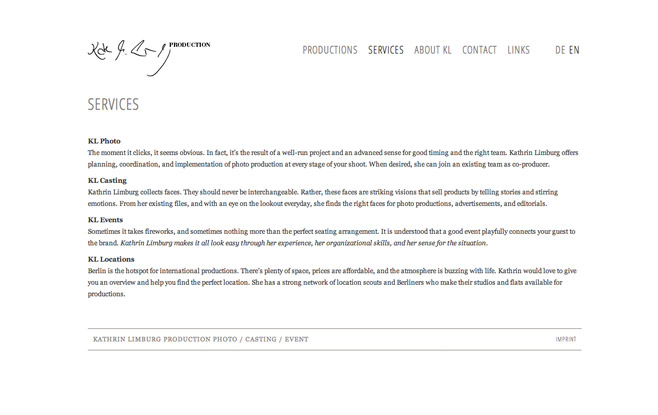 PRODUCTION
PRODUCTIONS SERVICES ABOUT KL CONTACT LINKS DE EN
SERVICES
KL Photo
The moment it clicks, it seems obvious. In fact, it's the result of a well-run project and an advanced sense for good timing and the right team. Kathrin Limburg offers
planning, coordination, and implementation of photo production at every stage of your shoot. When desired, she can join an existing team as co-producer.
KL Casting
Kathrin Limburg collects faces. They should never be interchangeable. Rather, these faces are striking visions that sell products by telling stories and stirring
emotions. From her existing files, and with an eye on the lookout everyday, she finds the right faces for photo productions, advertisements, and editorials.
KL Events
Sometimes it takes fireworks, and sometimes nothing more than the perfect seating arrangement. It is understood that a good event playfully connects your guest to
the brand. Kathrin Limburg makes it all look easy through her experience, her organizational skills, and her sense for the situation.
KL Locations
Berlin is the hotspot for international productions. There's plenty of space, prices are affordable, and the atmosphere is buzzing with life. Kathrin would love to give
you an overview and help you find the perfect location. She has a strong network of location scouts and Berliners who make their studios and flats available for
productions.
KATHRIN LIMBURG PRODUCTION PHOTO / CASTING / EVENT IMPRINT